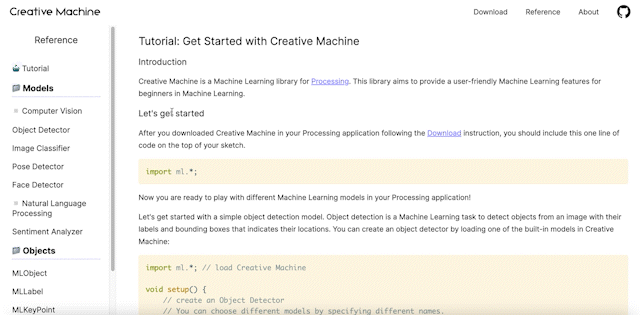 Creative Machine
Download
Reference
About
Reference
Tutorial
Models
Computer Vision
Object Detector
Image Classifier
Pose Detector
Face Detector
Natural Language
Processing
Sentiment Analyzer
Objects
MLObject
MLLabel
MLKeyPoint
Tutorial: Get Started with Creative Machine
Introduction
Creative Machine is a Machine Learning library for Processing. This library aims to provide a user-friendly Machine Learning features for
beginners in Machine Learning.
Let's get started
After you downloaded Creative Machine in your Processing application following the Download instruction, you should include this one line of
code on the top of your sketch.
import ml.*;
Now you are ready to play with different Machine Learning models in your Processing application!
Let's get started with a simple object detection model. Object detection is a Machine Learning task to detect objects from an image with their
labels and bounding boxes that indicates their locations. You can create an object detector by loading one of the built-in models in Creative
Machine:
import ml.*; // load Creative Machine
void setup() {
// create an Object Detector
// You can choose different models by specifying different names.